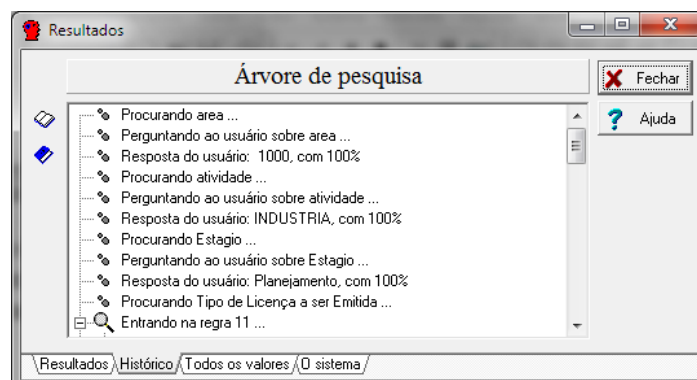 Resultados
Árvore de pesquisa
Fechar
Ajuda
Procurando area ...
Perguntando ao usuário sobre area ...
Resposta do usuário:  1000, com 100%
Procurando atividade ...
Perguntando ao usuário sobre atividade ...
Resposta do usuário: INDUSTRIA, com 100%
Procurando Estagio ...
Perguntando ao usuário sobre Estagio ...
Resposta do usuário: Planejamento, com 100%
Procurando Tipo de Licença a ser Emitida ...
Entrando na regra 11 ...
Resultados Histórico Todos os valores O sistema